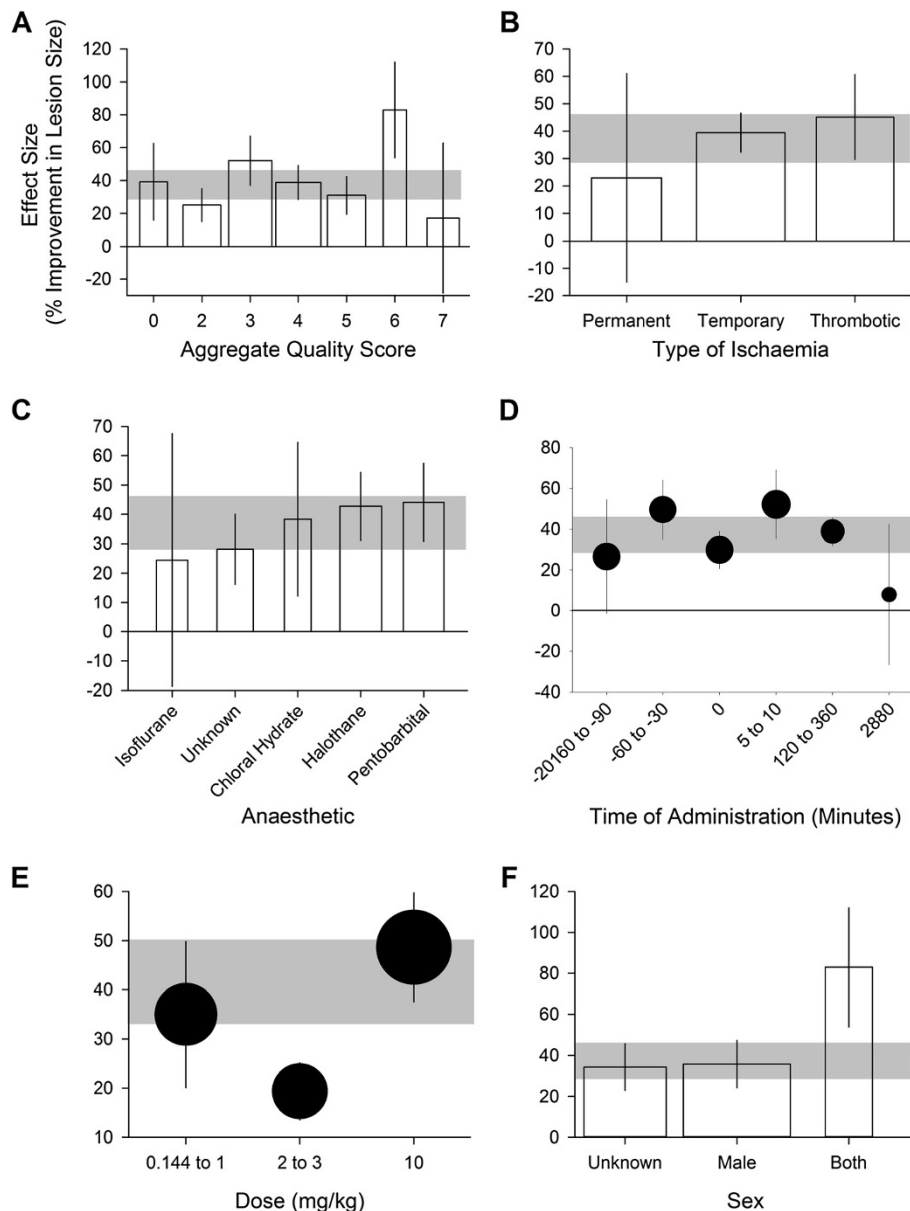 A
Effect Size
(% Improvement in Lesion Size)
120
100
80
60
40
20
0
-20
0 2 3 4 5 6 7
Aggregate Quality Score
B
70
60
50
40
30
20
10
0
-10
-20
Permanent Temporary Thrombotic
Type of Ischaemia
C
70
60
50
40
30
20
10
0
-10
-20
Isoflurane
Unknown
Chloral Hydrate
Halothane
Pentobarbital
Anaesthetic
D
80
60
40
20
0
-20
-40
-20160 to -90
-60 to -30
0
5 to 10
120 to 360
2880
Time of Administration (Minutes)
E
60
50
40
30
20
10
0.144 to 1 2 to 3 10
Dose (mg/kg)
F
120
100
80
60
40
20
0
Unknown Male Both
Sex